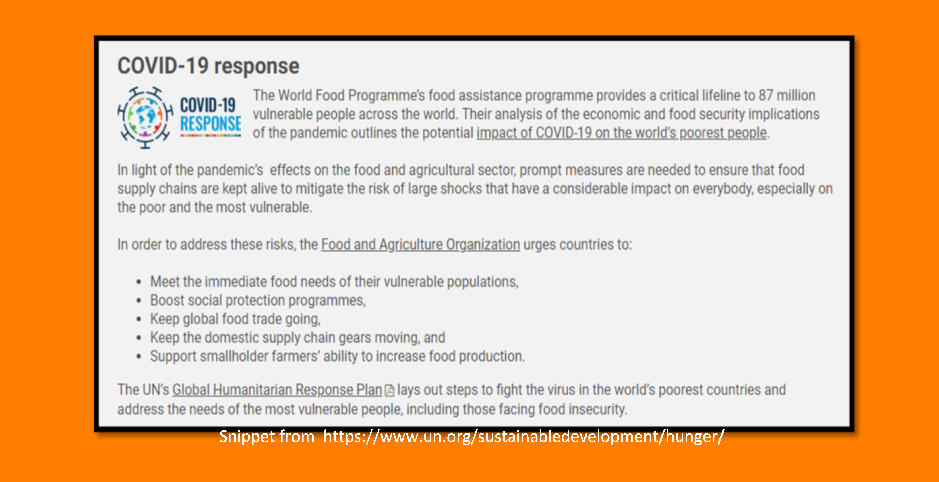 COVID-19 response
COVID-19
RESPONSE
The World Food Programme's food assistance programme provides a critical lifeline to 87 million
vulnerable people across the world. Their analysis of the economic and food security implications
of the pandemic outlines the potential impact of COVID-19 on the world's poorest people.
In light of the pandemic's effects on the food and agricultural sector, prompt measures are needed to ensure that food
supply chains are kept alive to mitigate the risk of large shocks that have a considerable impact on everybody, especially on
the poor and the most vulnerable.
In order to address these risks, the Food and Agriculture Organization urges countries to:
• Meet the immediate food needs of their vulnerable populations,
• Boost social protection programmes,
• Keep global food trade going,
• Keep the domestic supply chain gears moving, and
• Support smallholder farmers' ability to increase food production.
The UN's Global Humanitarian Response Plan lays out steps to fight the virus in the world's poorest countries and
address the needs of the most vulnerable people, including those facing food insecurity.
Snippet from https://www.un.org/sustainabledevelopment/hunger/